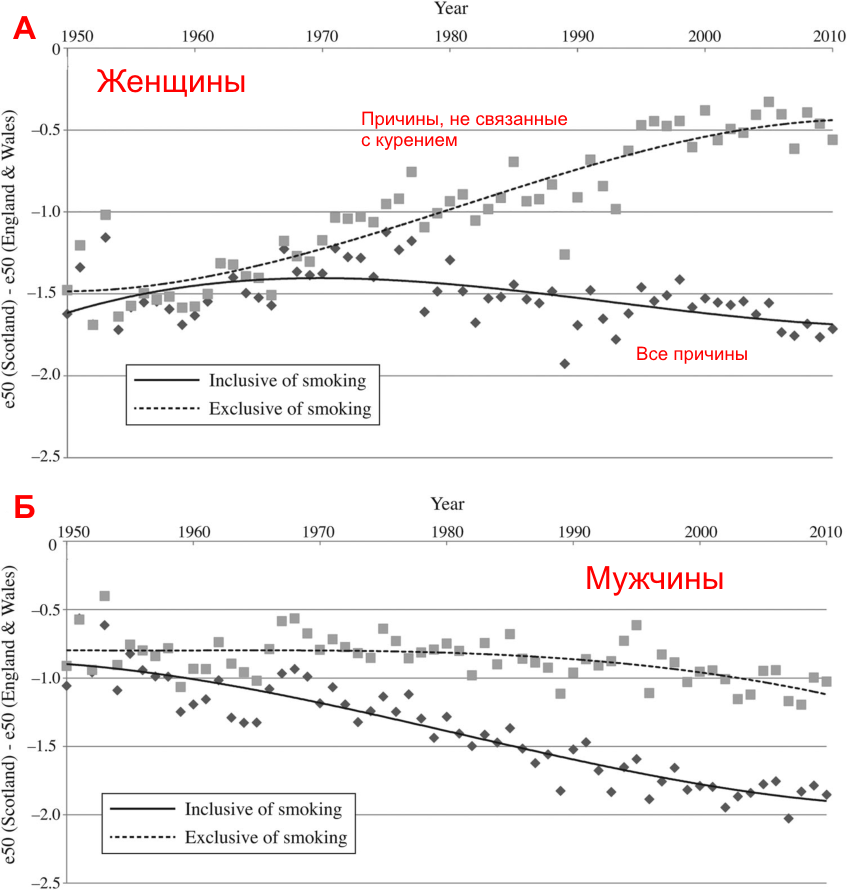 А
Year
1950 1960 1970 1980 1990 2000 2010
0
Женщины
Причины, не связанные
с курением
−0.5
−1.0
−1.5
Все причины
−2.0
Inclusive of smoking
Exclusive of smoking
−2.5
e50 (Scotland) - e50 (England & Wales)
Б
Year
1950 1960 1970 1980 1990 2000 2010
0
Мужчины
−0.5
−1.0
−1.5
−2.0
Inclusive of smoking
Exclusive of smoking
−2.5
e50 (Scotland) - e50 (England & Wales)